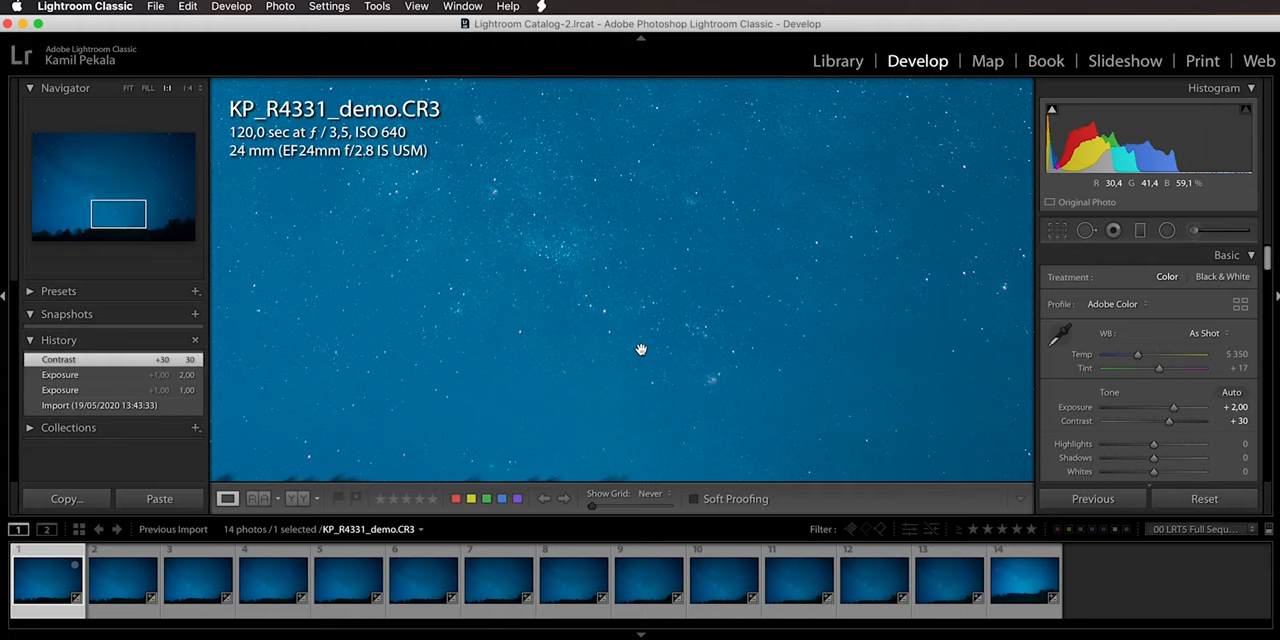 Lightroom Classic File Edit Develop Photo Settings Tools View Window Help
Lightroom Catalog-2.lrcat - Adobe Photoshop Lightroom Classic - Develop
Lr Adobe Lightroom Classic
Kamil Pekala
Library | Develop | Map | Book | Slideshow | Print | Web
Navigator FIT FILL 1:1 1:4
Presets
Snapshots
History
Contrast +30 30
Exposure +1,00 2,00
Exposure +1,00 1,00
Import (19/05/2020 13:43:33)
Collections
Copy... Paste
KP_R4331_demo.CR3
120,0 sec at ƒ / 3,5, ISO 640
24 mm (EF24mm f/2.8 IS USM)
Histogram
R 30,4 G 41,4 B 59,1 %
Original Photo
Basic
Treatment : Color Black & White
Profile : Adobe Color
WB : As Shot
Temp 5 350
Tint + 17
Tone Auto
Exposure + 2,00
Contrast + 30
Highlights 0
Shadows 0
Whites 0
Previous Reset
R A Y Y Show Grid: Never Soft Proofing
1 2 Previous Import 14 photos / 1 selected / KP_R4331_demo.CR3 Filter : 00 LRT5 Full Sequ...
1 2 3 4 5 6 7 8 9 10 11 12 13 14